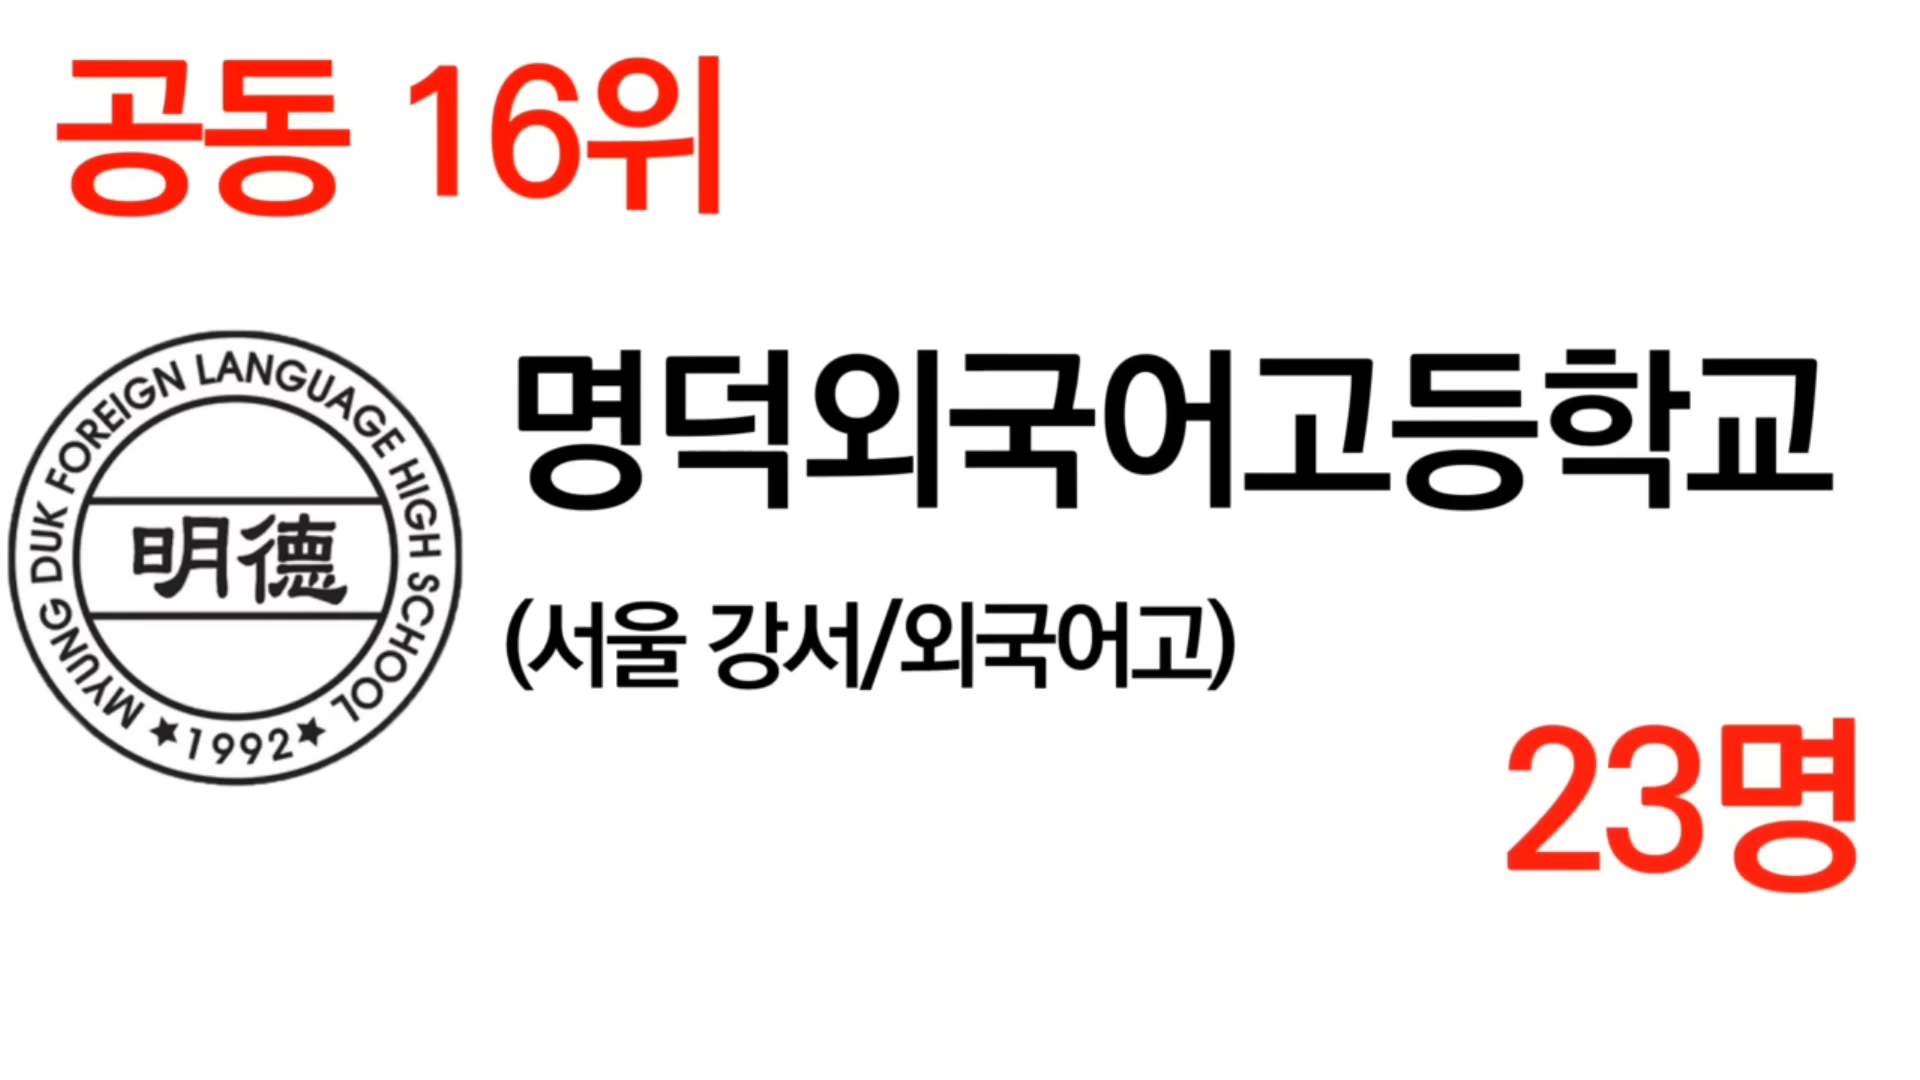 공동 16위
MYUNG DUK FOREIGN LANGUAGE HIGH SCHOOL
明德
★1992★
명덕외국어고등학교
(서울 강서/외국어고)
23명